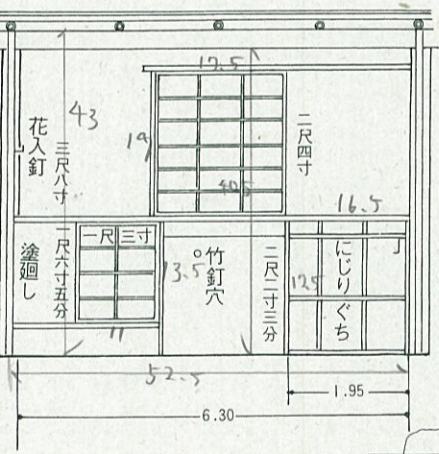 17.5
43
花入釘
三尺八寸
19
二尺四寸
40.5
16.5
一尺三寸
塗廻し
一尺六寸五分
13.5
竹釘穴
二尺二寸三分
12.5
にじりぐち
11
52.5
1.95
6.30